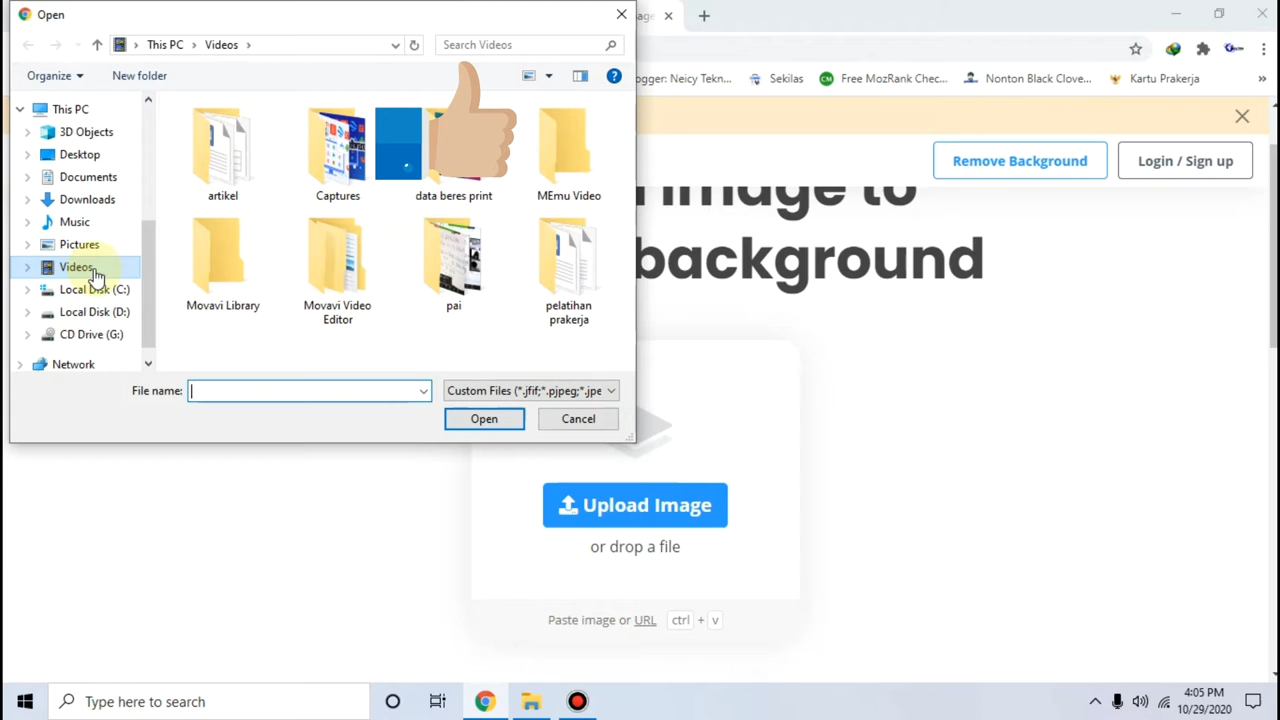 Open
age
This PC
Videos
Search Videos
Organize
New folder
ogger: Neicy Tekn...
Sekilas
Free MozRank Chec...
Nonton Black Clove...
Kartu Prakerja
This PC
3D Objects
Desktop
Documents
Downloads
Music
Pictures
Videos
Local Disk (C:)
Local Disk (D:)
CD Drive (G:)
Network
artikel
Captures
data beres print
MEmu Video
Movavi Library
Movavi Video
Editor
pai
pelatihan
prakerja
File name:
Custom Files (*.jfif;*.pjpeg;*.jpe
Open
Cancel
Remove Background
Login / Sign up
image to
background
Upload Image
or drop a file
Paste image or URL ctrl + v
Type here to search
4:05 PM
10/29/2020